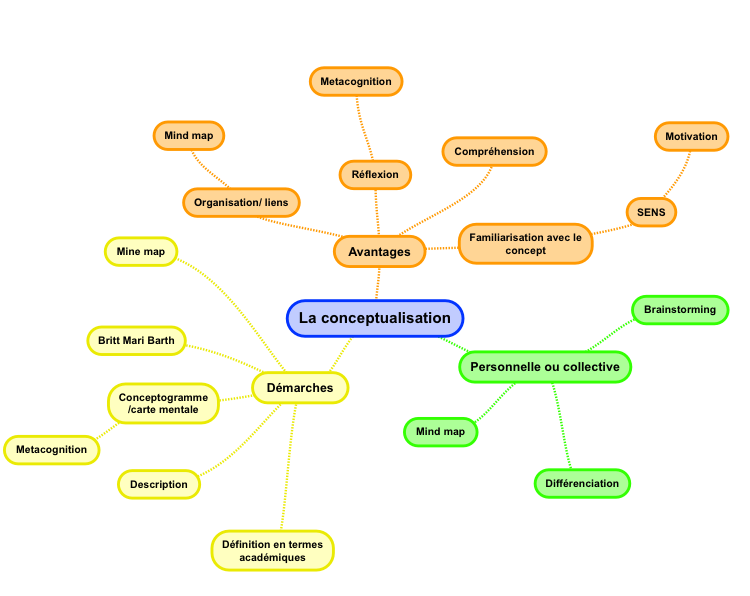 Metacognition
Mind map
Motivation
Compréhension
Réflexion
Organisation/ liens
SENS
Familiarisation avec le
concept
Avantages
Mine map
La conceptualisation
Brainstorming
Britt Mari Barth
Personnelle ou collective
Démarches
Conceptogramme
/carte mentale
Mind map
Metacognition
Description
Différenciation
Définition en termes
académiques